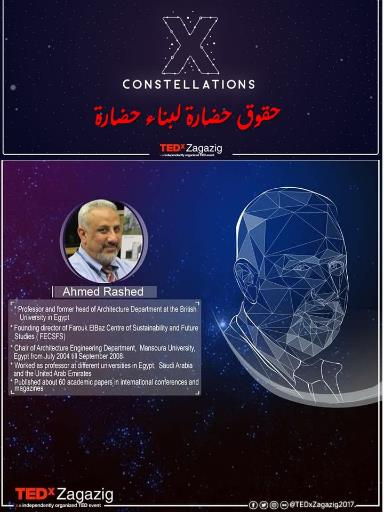 X
CONSTELLATIONS
حقوق حضارة لبناء حضارة
TEDxZagazig
x independently organized TED event
Ahmed Rashed
* Professor and former head of Architecture Department at the British
University in Egypt
* Founding director of Farouk ElBaz Centre of Sustainability and Future
Studies ( FECSFS)
* Chair of Architecture Engineering Department, Mansoura University,
Egypt from July 2004 till September 2008
* Worked as professor at different universities in Egypt, Saudi Arabia
and the United Arab Emirates
* Published about 60 academic papers in international conferences and
magazines
TEDxZagazig
x independently organized TED event
@TEDxZagazig2017